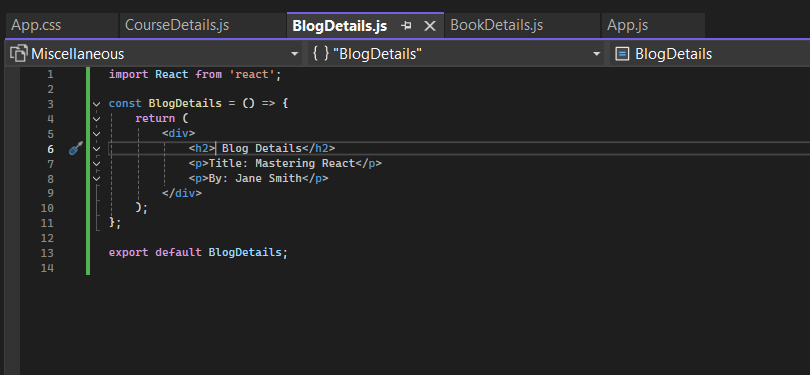 App.css CourseDetails.js BlogDetails.js BookDetails.js App.js
Miscellaneous { } "BlogDetails" BlogDetails
1 import React from 'react';
2
3 const BlogDetails = () => {
4 return (
5 <div>
6 <h2> Blog Details</h2>
7 <p>Title: Mastering React</p>
8 <p>By: Jane Smith</p>
9 </div>
10 );
11 };
12
13 export default BlogDetails;
14